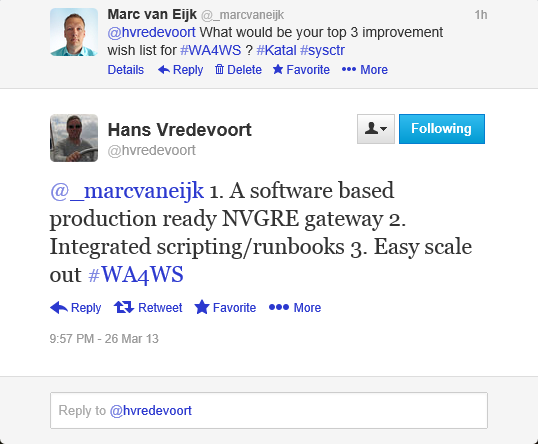 Marc van Eijk @_marcvaneijk 1h
@hvredevoort What would be your top 3 improvement
wish list for #WA4WS ? #Katal #sysctr
Details Reply Delete Favorite More
Hans Vredevoort
@hvredevoort
Following
@_marcvaneijk 1. A software based
production ready NVGRE gateway 2.
Integrated scripting/runbooks 3. Easy scale
out #WA4WS
Reply Retweet Favorite More
9:57 PM - 26 Mar 13
Reply to @hvredevoort